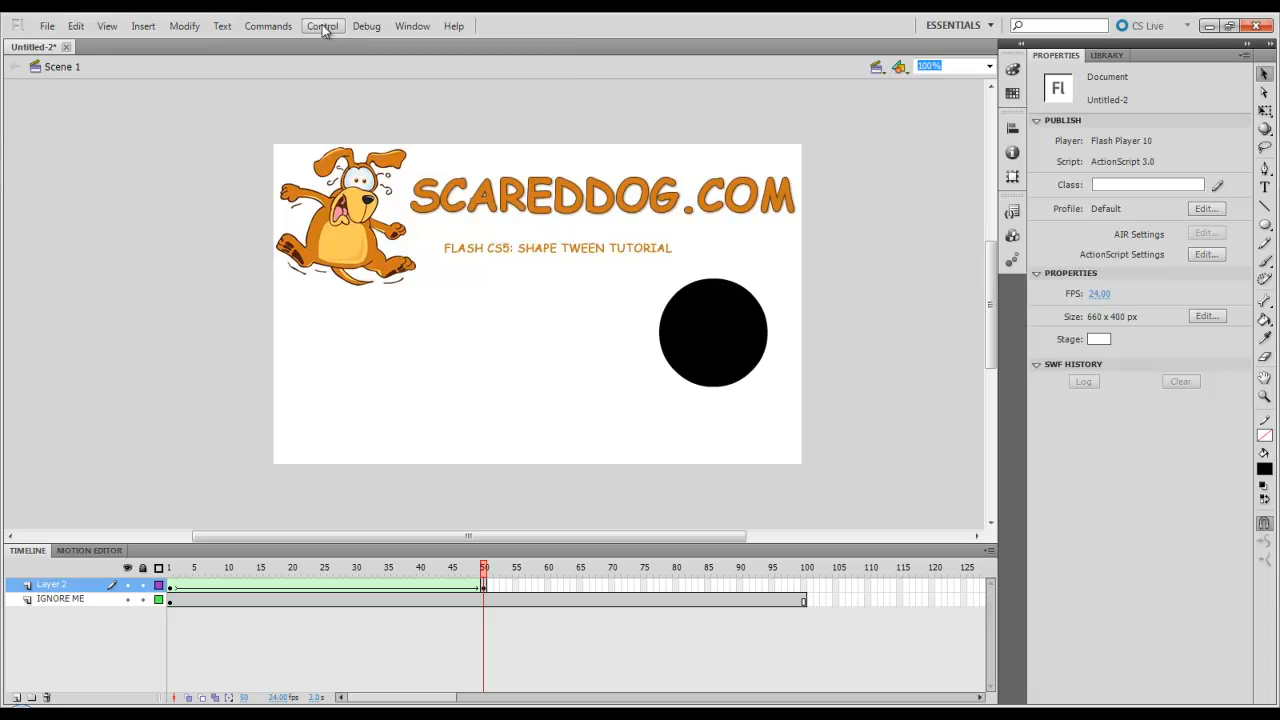 Fl File Edit View Insert Modify Text Commands Control Debug Window Help ESSENTIALS CS Live
Untitled-2*
Scene 1 100%
PROPERTIES LIBRARY
Fl Document
Untitled-2
PUBLISH
Player: Flash Player 10
Script: ActionScript 3.0
Class:
Profile: Default Edit...
AIR Settings Edit...
ActionScript Settings Edit...
PROPERTIES
FPS: 24.00
Size: 660 x 400 px Edit...
Stage:
SWF HISTORY
Log Clear
SCAREDDOG.COM
FLASH CS5: SHAPE TWEEN TUTORIAL
TIMELINE MOTION EDITOR
1 5 10 15 20 25 30 35 40 45 50 55 60 65 70 75 80 85 90 95 100 105 110 115 120 125
Layer 2
IGNORE ME
50 24.00 fps 2.0 s